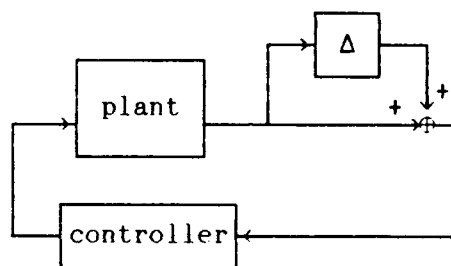 Δ
+
plant
+
controller